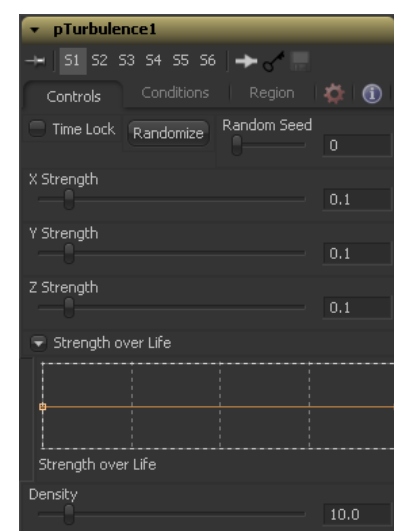 pTurbulence1
S1 S2 S3 S4 S5 S6
Controls Conditions Region
Time Lock Randomize Random Seed 0
X Strength
0.1
Y Strength
0.1
Z Strength
0.1
Strength over Life
Strength over Life
Density
10.0